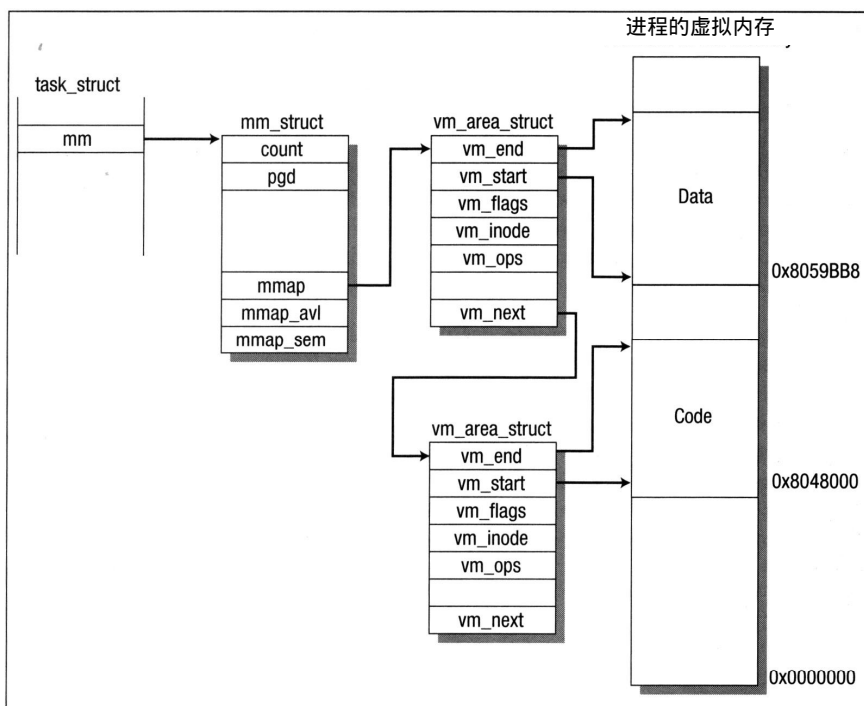 进程的虚拟内存
task_struct
mm
mm_struct
count
pgd
mmap
mmap_avl
mmap_sem
vm_area_struct
vm_end
vm_start
vm_flags
vm_inode
vm_ops
vm_next
vm_area_struct
vm_end
vm_start
vm_flags
vm_inode
vm_ops
vm_next
Data
0x8059BB8
Code
0x8048000
0x0000000